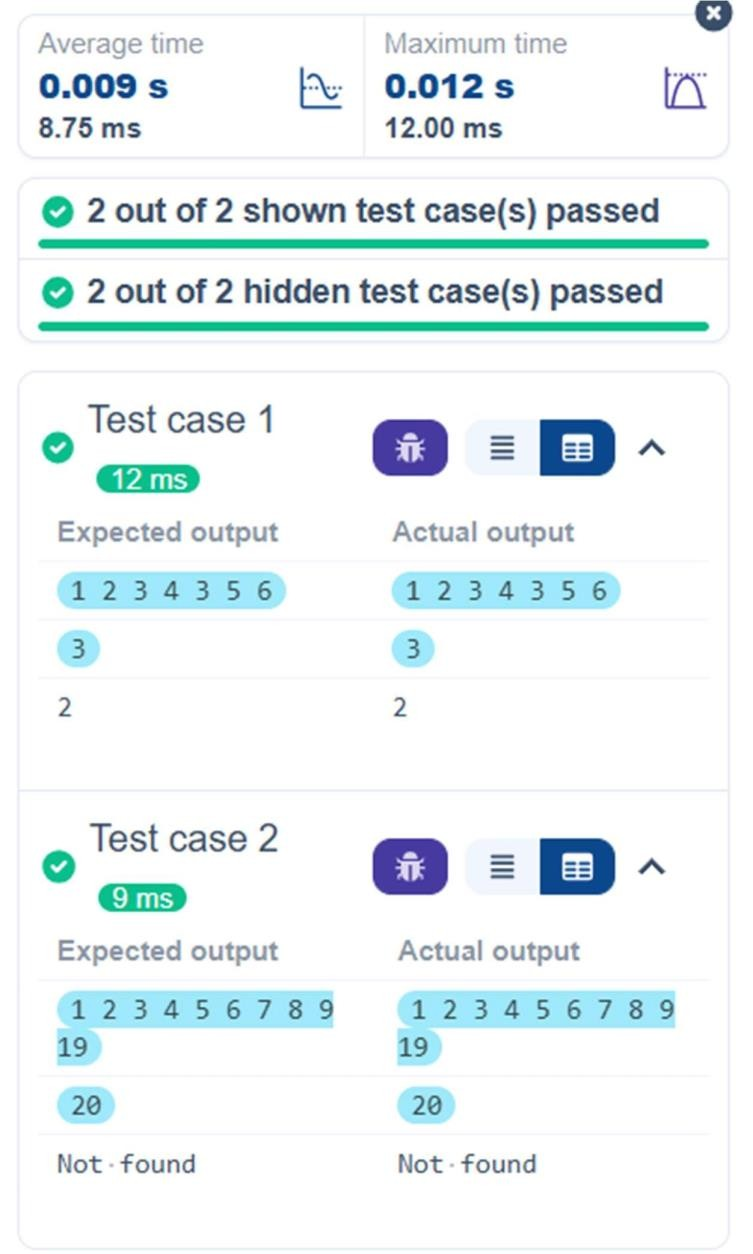 Average time
Maximum time
0.009 s
0.012 s
8.75 ms
12.00 ms
2 out of 2 shown test case(s) passed
2 out of 2 hidden test case(s) passed
Test case 1
12 ms
Expected output
Actual output
1 2 3 4 3 5 6
1 2 3 4 3 5 6
3
3
2
2
Test case 2
9 ms
Expected output
Actual output
1 2 3 4 5 6 7 8 9
1 2 3 4 5 6 7 8 9
19
19
20
20
Not·found
Not·found